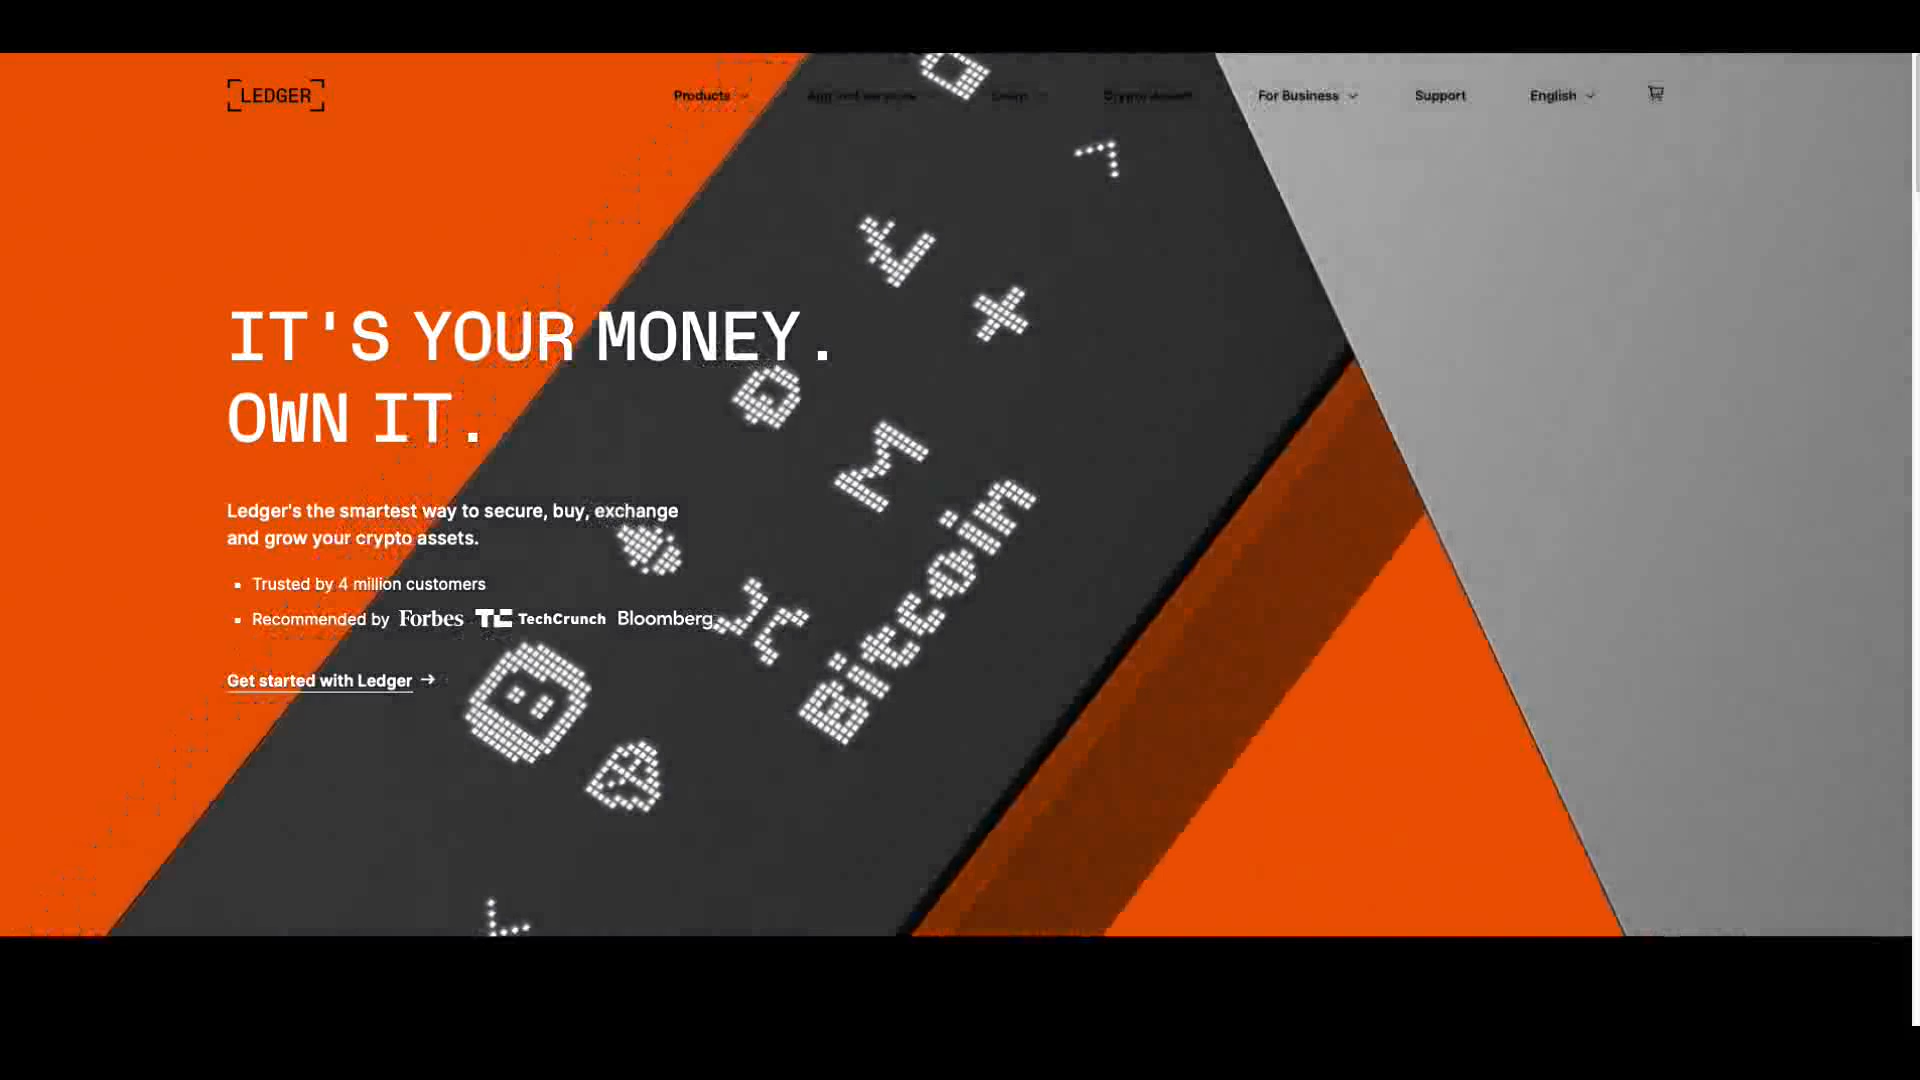 LEDGER
Products
For Business
Support
English
IT'S YOUR MONEY.
OWN IT.
Ledger's the smartest way to secure, buy, exchange
and grow your crypto assets.
Trusted by 4 million customers
Recommended by Forbes TC TechCrunch Bloomberg
Get started with Ledger →
Bitcoin